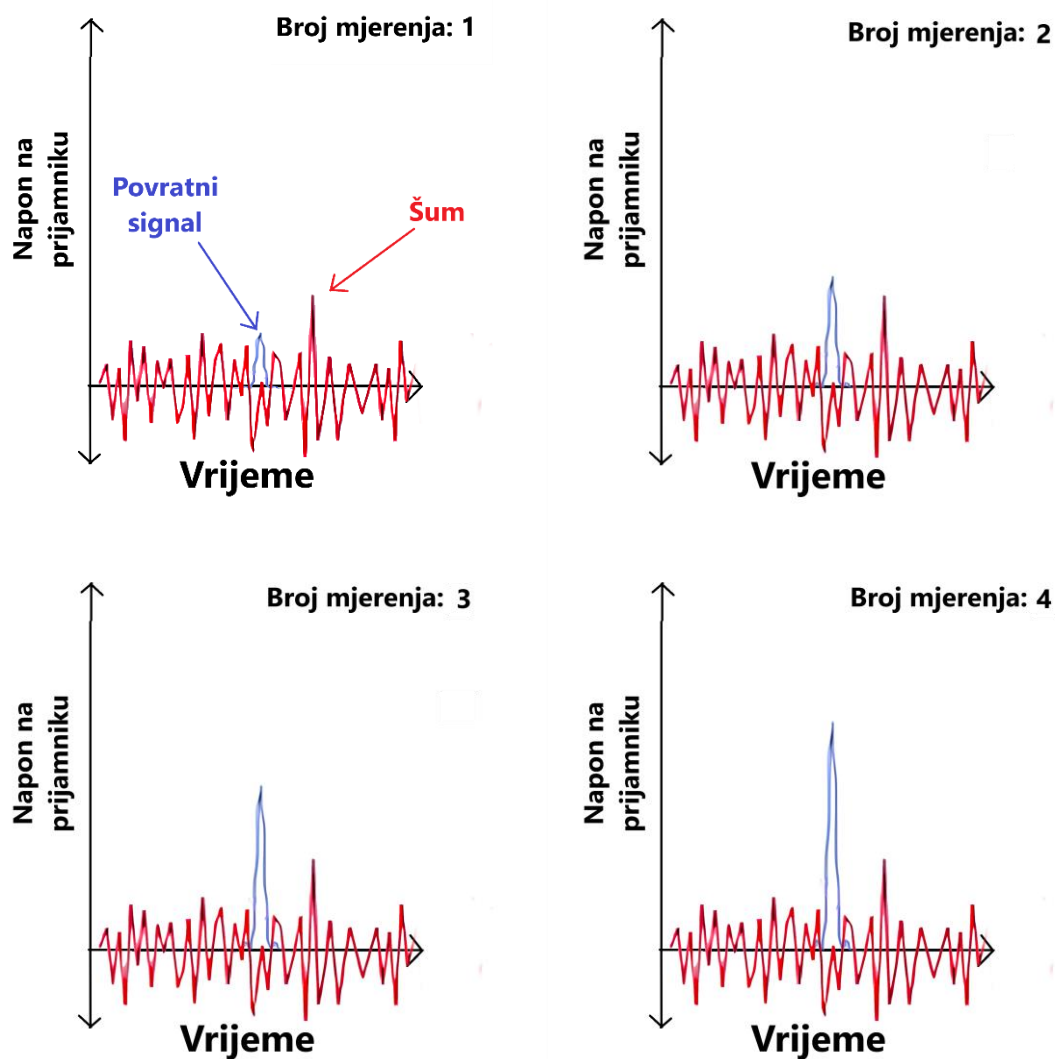 Broj mjerenja: 1
Napon na
prijamniku
Povratni
signal
Šum
Vrijeme
Broj mjerenja: 2
Napon na
prijamniku
Vrijeme
Broj mjerenja: 3
Napon na
prijamniku
Vrijeme
Broj mjerenja: 4
Napon na
prijamniku
Vrijeme